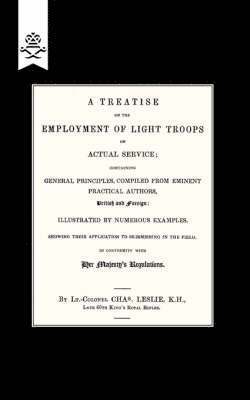 A TREATISE
ON THE
EMPLOYMENT OF LIGHT TROOPS
ON
ACTUAL SERVICE;
CONTAINING
GENERAL PRINCIPLES, COMPILED FROM EMINENT
PRACTICAL AUTHORS,
British and Foreign:
ILLUSTRATED BY NUMEROUS EXAMPLES,
SHOWING THEIR APPLICATION TO SKIRMISHING IN THE FIELD,
IN CONFORMITY WITH
Her Majesty's Regulations.
BY LT.-COLONEL CHAS. LESLIE, K.H.,
LATE 60TH KING'S ROYAL RIFLES.